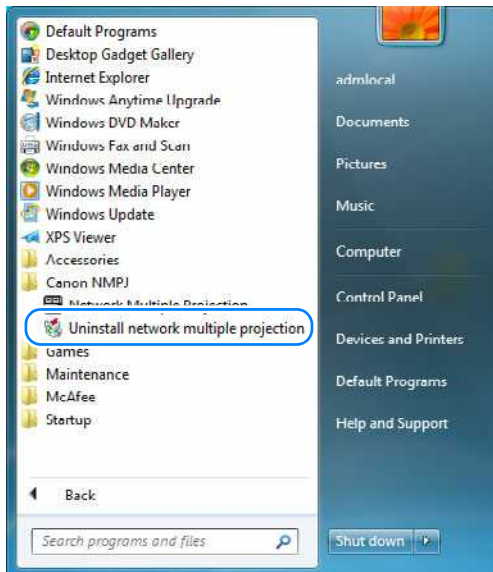 Default Programs
Desktop Gadget Gallery
Internet Explorer
Windows Anytime Upgrade
Windows DVD Maker
Windows Fax and Scan
Windows Media Center
Windows Media Player
Windows Update
XPS Viewer
Accessories
Canon NMPJ
Network Multiple Projection
Uninstall network multiple projection
Games
Maintenance
McAfee
Startup
Back
Search programs and files
admlocal
Documents
Pictures
Music
Computer
Control Panel
Devices and Printers
Default Programs
Help and Support
Shut down